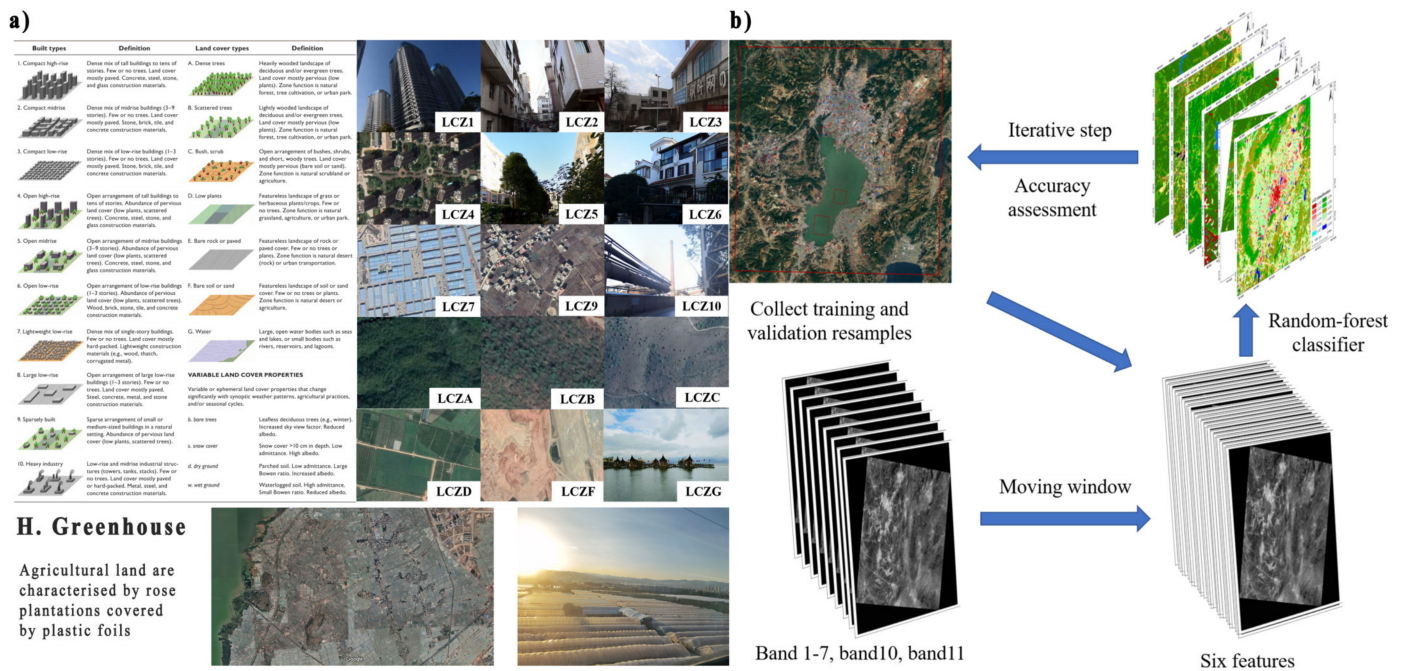 a)
Built types
Definition
Land cover types
Definition
1. Compact high-rise
Dense mix of tall buildings to tens of
stories. Few or no trees. Land cover
mostly paved. Concrete, steel, stone,
and glass construction materials.
A. Dense trees
Heavily wooded landscape of
deciduous and/or evergreen trees.
Land cover mostly pervious (low
plants). Zone function is natural
forest, tree cultivation, or urban park.
2. Compact midrise
Dense mix of midrise buildings (3–9
stories). Few or no trees. Land cover
mostly paved. Stone, brick, tile, and
concrete construction materials.
B. Scattered trees
Lightly wooded landscape of
deciduous and/or evergreen trees.
Land cover mostly pervious (low
plants). Zone function is natural
forest, tree cultivation, or urban park.
3. Compact low-rise
Dense mix of low-rise buildings (1–3
stories). Few or no trees. Land cover
mostly paved. Stone, brick, tile, and
concrete construction materials.
C. Bush, scrub
Open arrangement of bushes, shrubs,
and short, woody trees. Land cover
mostly pervious (bare soil or sand).
Zone function is natural scrubland or
agriculture.
4. Open high-rise
Open arrangement of tall buildings to
tens of stories. Abundance of pervious
land cover (low plants, scattered
trees). Concrete, steel, stone, and
glass construction materials.
D. Low plants
Featureless landscape of grass or
herbaceous plants/crops. Few or
no trees. Zone function is natural
grassland, agriculture, or urban park.
5. Open midrise
Open arrangement of midrise buildings
(3–9 stories). Abundance of pervious
land cover (low plants, scattered
trees). Concrete, steel, stone, and
glass construction materials.
E. Bare rock or paved
Featureless landscape of rock or
paved cover. Few or no trees or
plants. Zone function is natural desert
(rock) or urban transportation.
6. Open low-rise
Open arrangement of low-rise buildings
(1–3 stories). Abundance of pervious
land cover (low plants, scattered trees).
Wood, brick, stone, tile, and concrete
construction materials.
F. Bare soil or sand
Featureless landscape of soil or sand
cover. Few or no trees or plants.
Zone function is natural desert or
agriculture.
7. Lightweight low-rise
Dense mix of single-story buildings.
Few or no trees. Land cover mostly
hard-packed. Lightweight construction
materials (e.g., wood, thatch,
corrugated metal).
G. Water
Large, open water bodies such as seas
and lakes, or small bodies such as
rivers, reservoirs, and lagoons.
8. Large low-rise
Open arrangement of large low-rise
buildings (1–3 stories). Few or no
trees. Land cover mostly paved.
Steel, concrete, metal, and stone
construction materials.
VARIABLE LAND COVER PROPERTIES
Variable or ephemeral land cover properties that change
significantly with synoptic weather patterns, agricultural practices,
and/or seasonal cycles.
9. Sparsely built
Sparse arrangement of small or
medium-sized buildings in a natural
setting. Abundance of pervious land
cover (low plants, scattered trees).
b. bare trees
Leafless deciduous trees (e.g., winter).
Increased sky view factor. Reduced
albedo.
s. snow cover
Snow cover >10 cm in depth. Low
admittance. High albedo.
10. Heavy industry
Low-rise and midrise industrial struc-
tures (towers, tanks, stacks). Few or
no trees. Land cover mostly paved
or hard-packed. Metal, steel, and
concrete construction materials.
d. dry ground
Parched soil. Low admittance. Large
Bowen ratio. Increased albedo.
w. wet ground
Waterlogged soil. High admittance.
Small Bowen ratio. Reduced albedo.
LCZ1
LCZ2
LCZ3
LCZ4
LCZ5
LCZ6
LCZ7
LCZ9
LCZ10
LCZA
LCZB
LCZC
LCZD
LCZF
LCZG
H. Greenhouse
Agricultural land are
characterised by rose
plantations covered
by plastic foils
Google
b)
Iterative step
Accuracy
assessment
Collect training and
validation resamples
Random-forest
classifier
Moving window
Band 1-7, band10, band11
Six features